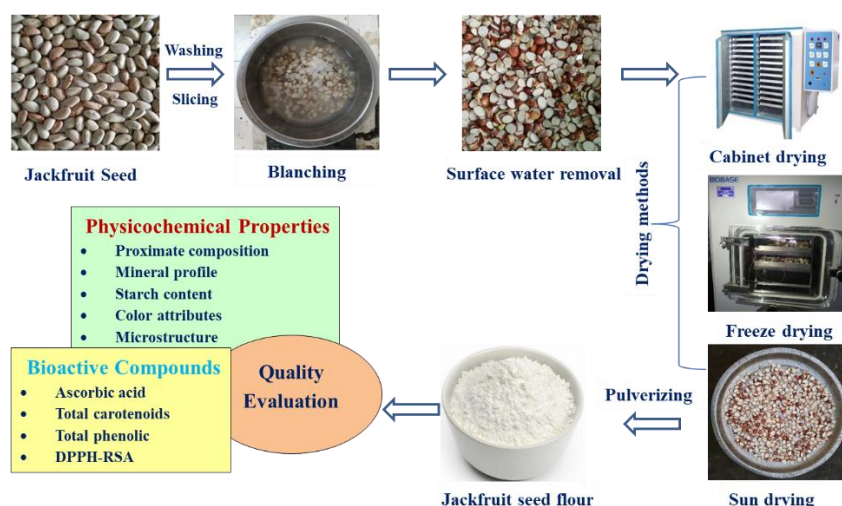 Washing
Slicing
Jackfruit Seed
Blanching
Surface water removal
Cabinet drying
BIOBASE
Drying methods
Freeze drying
Sun drying
Pulverizing
Jackfruit seed flour
Quality
Evaluation
Physicochemical Properties
• Proximate composition
• Mineral profile
• Starch content
• Color attributes
• Microstructure
Bioactive Compounds
• Ascorbic acid
• Total carotenoids
• Total phenolic
• DPPH-RSA